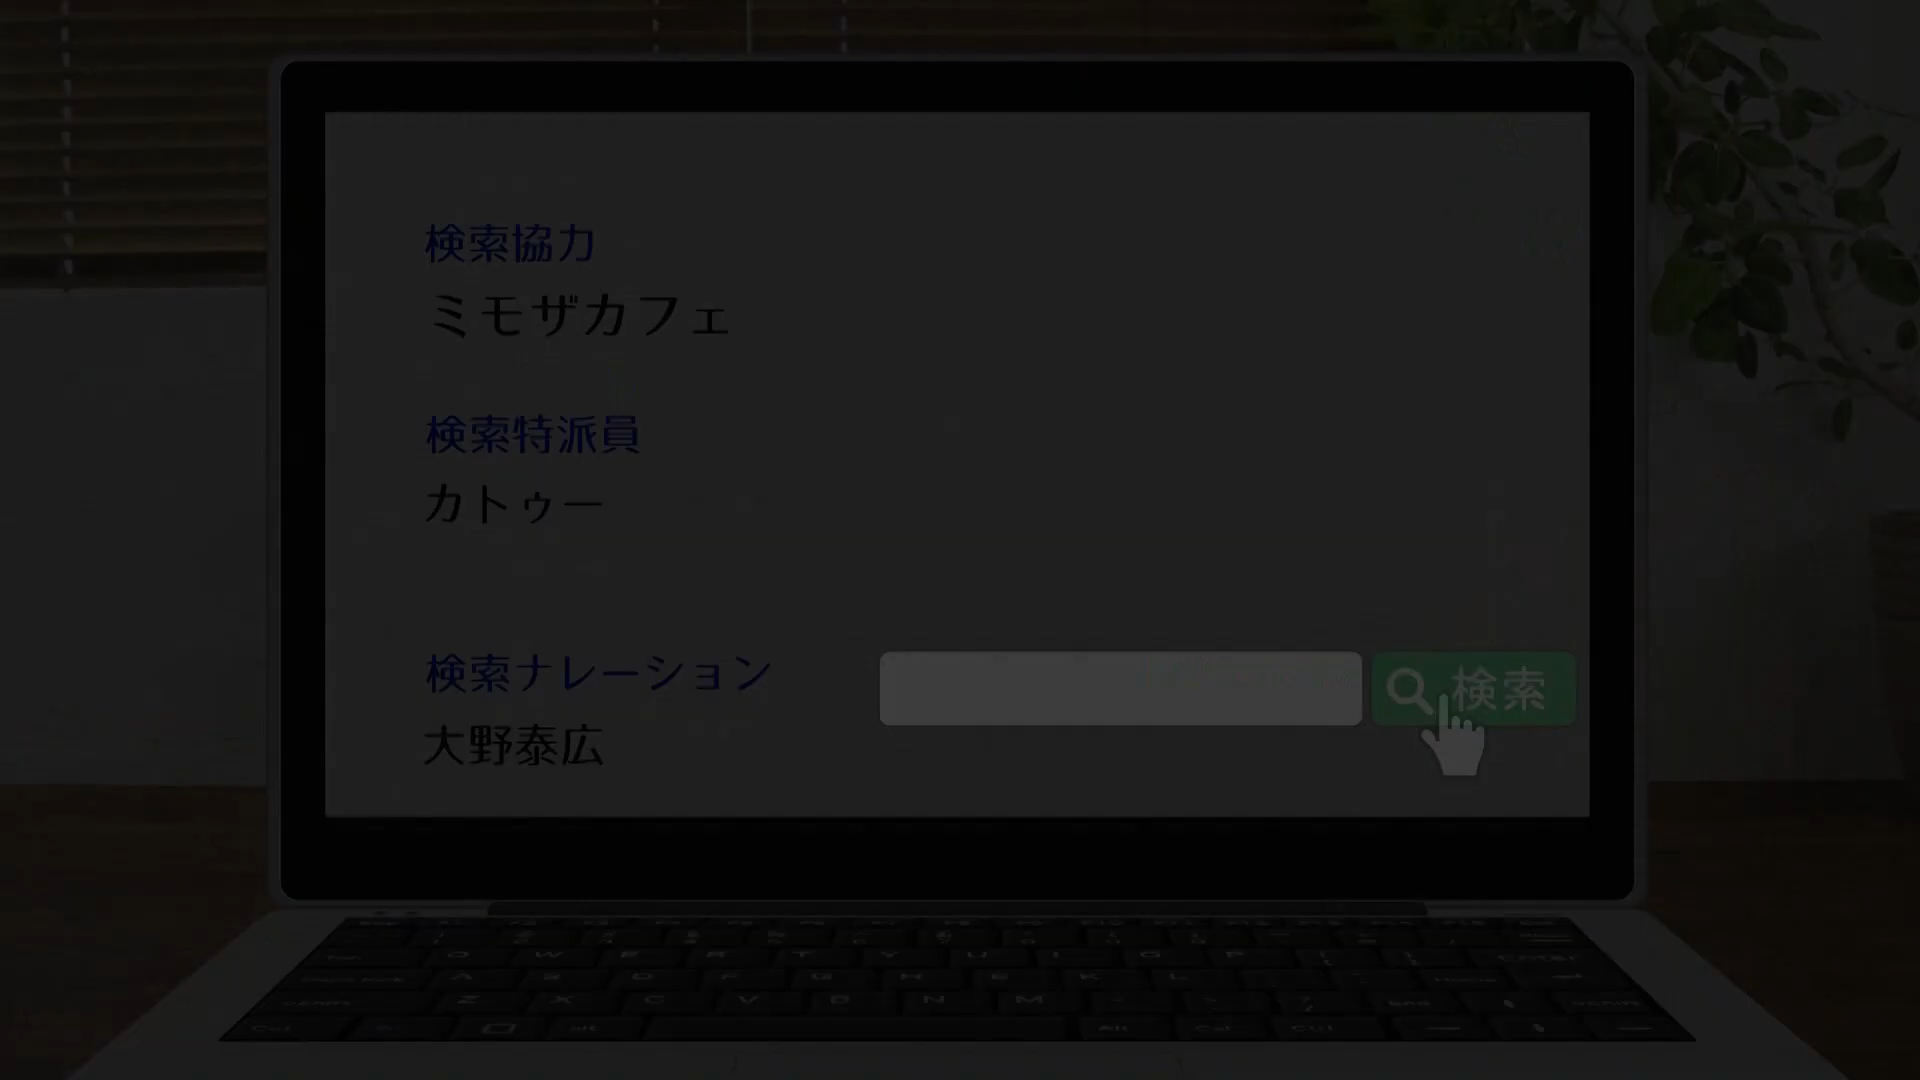 検索協力
ミモザカフェ
検索特派員
カトゥー
検索ナレーション
大野泰広
検索